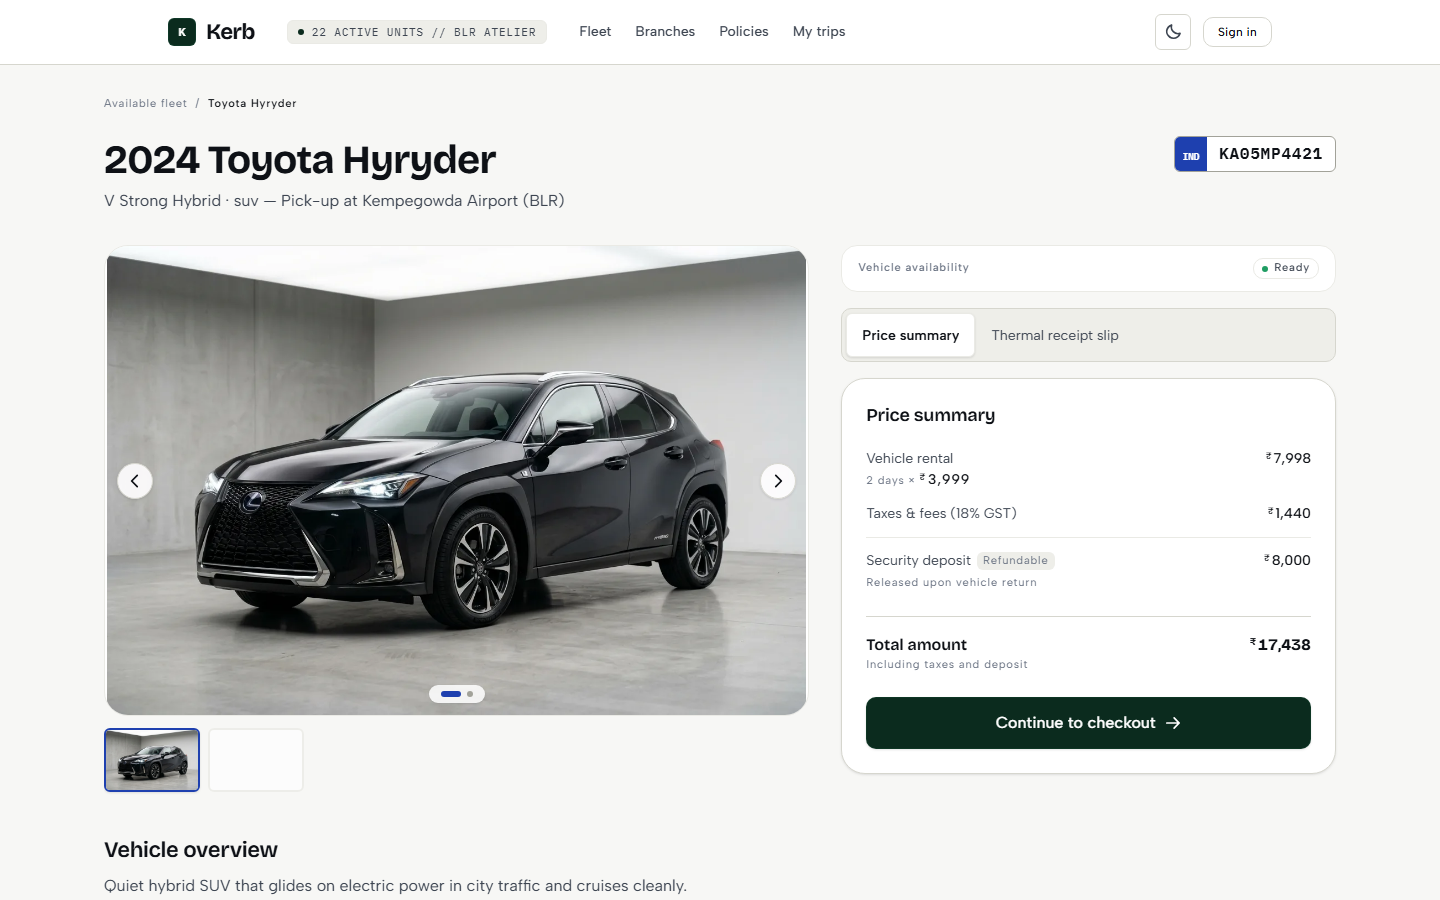 K Kerb
22 ACTIVE UNITS // BLR ATELIER
Fleet
Branches
Policies
My trips
Sign in
Available fleet / Toyota Hyryder
2024 Toyota Hyryder
IND KA05MP4421
V Strong Hybrid · suv — Pick-up at Kempegowda Airport (BLR)
Vehicle availability
Ready
Price summary
Thermal receipt slip
Price summary
Vehicle rental ₹7,998
2 days × ₹3,999
Taxes & fees (18% GST) ₹1,440
Security deposit Refundable ₹8,000
Released upon vehicle return
Total amount ₹17,438
Including taxes and deposit
Continue to checkout →
Vehicle overview
Quiet hybrid SUV that glides on electric power in city traffic and cruises cleanly.